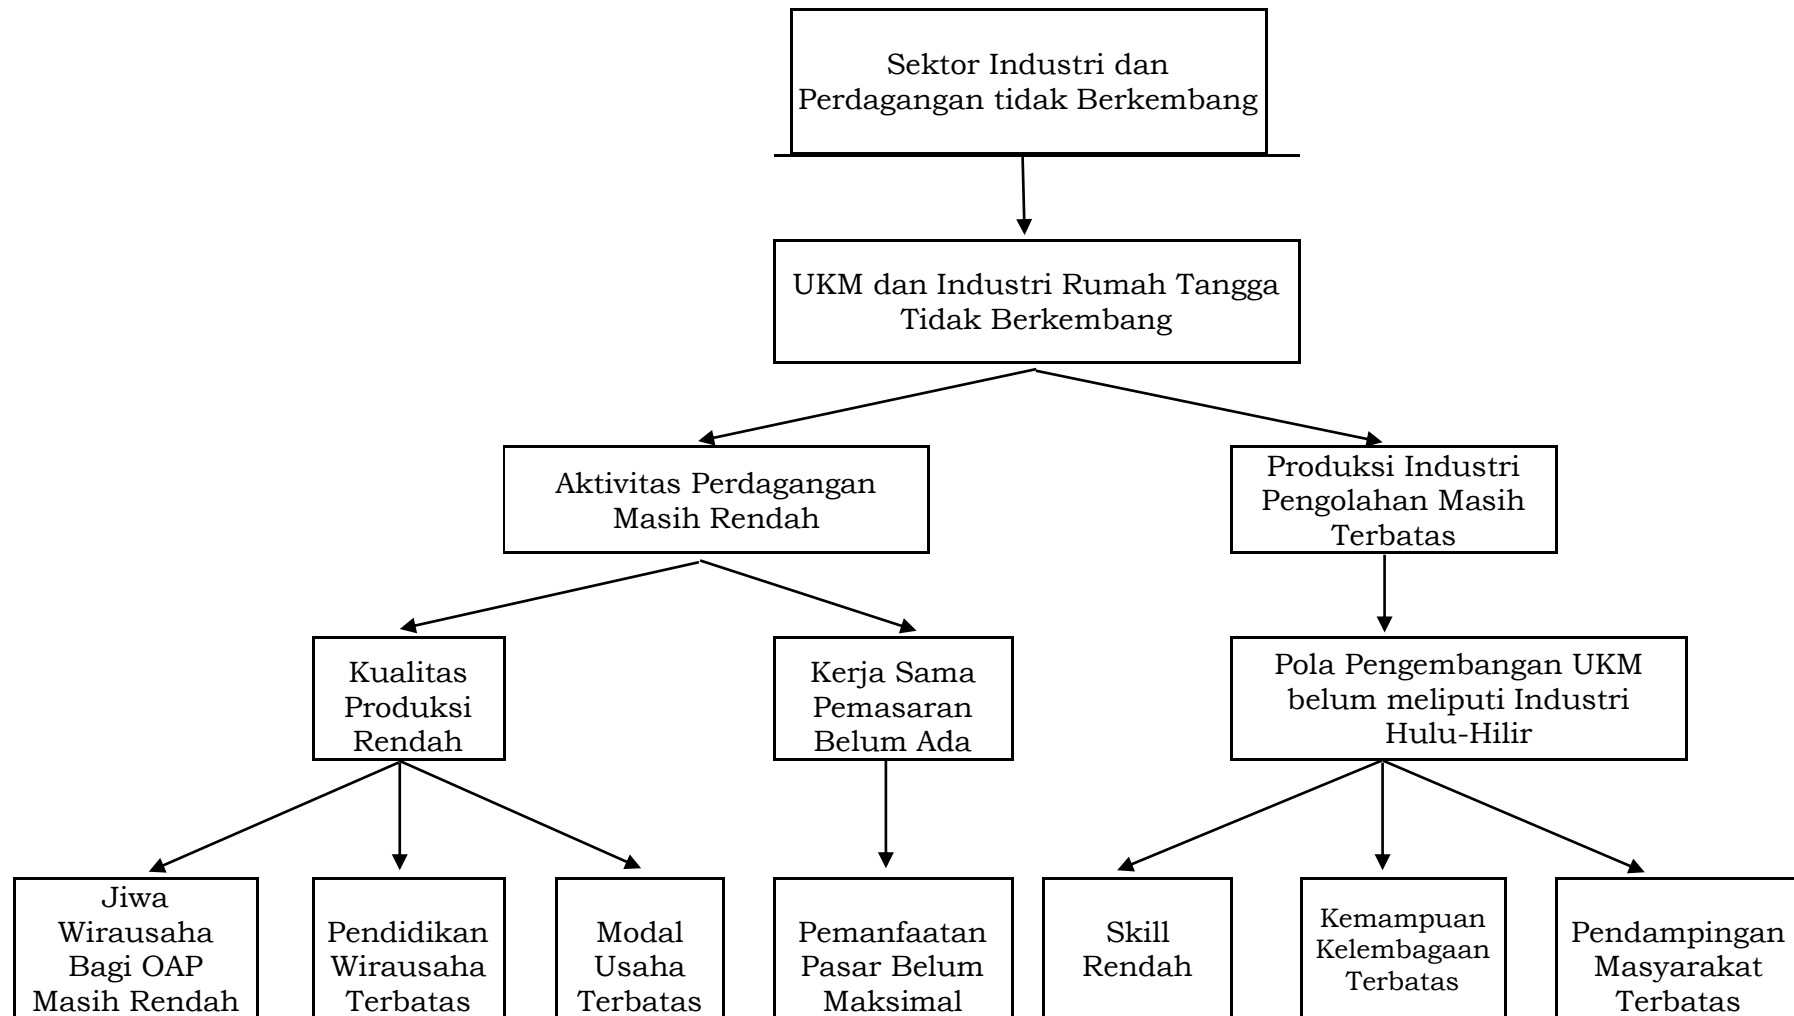 Sektor Industri dan
Perdagangan tidak Berkembang
UKM dan Industri Rumah Tangga
Tidak Berkembang
Aktivitas Perdagangan
Masih Rendah
Produksi Industri
Pengolahan Masih
Terbatas
Kualitas
Produksi
Rendah
Kerja Sama
Pemasaran
Belum Ada
Pola Pengembangan UKM
belum meliputi Industri
Hulu-Hilir
Jiwa
Wirausaha
Bagi OAP
Masih Rendah
Pendidikan
Wirausaha
Terbatas
Modal
Usaha
Terbatas
Pemanfaatan
Pasar Belum
Maksimal
Skill
Rendah
Kemampuan
Kelembagaan
Terbatas
Pendampingan
Masyarakat
Terbatas